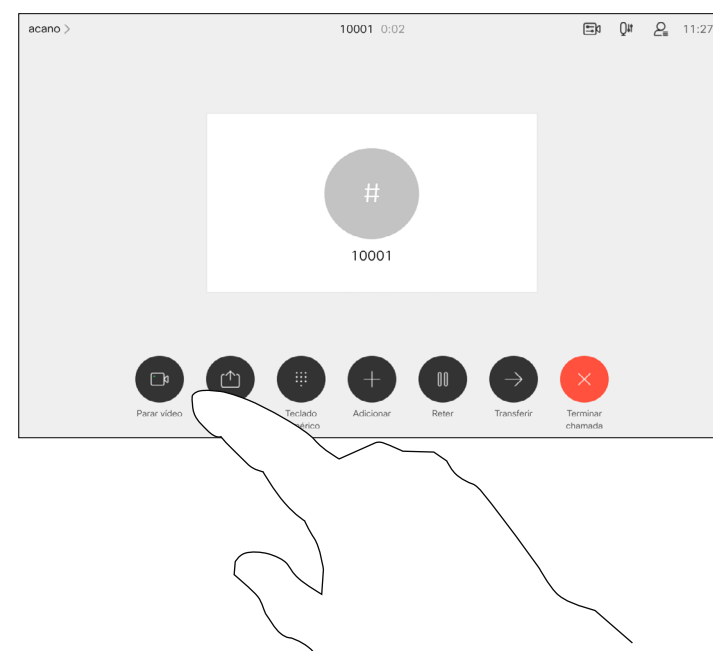 acano >
10001 0:02
11:27
#
10001
Parar vídeo
Teclado
Adicionar
Reter
Transferir
Terminar
chamada